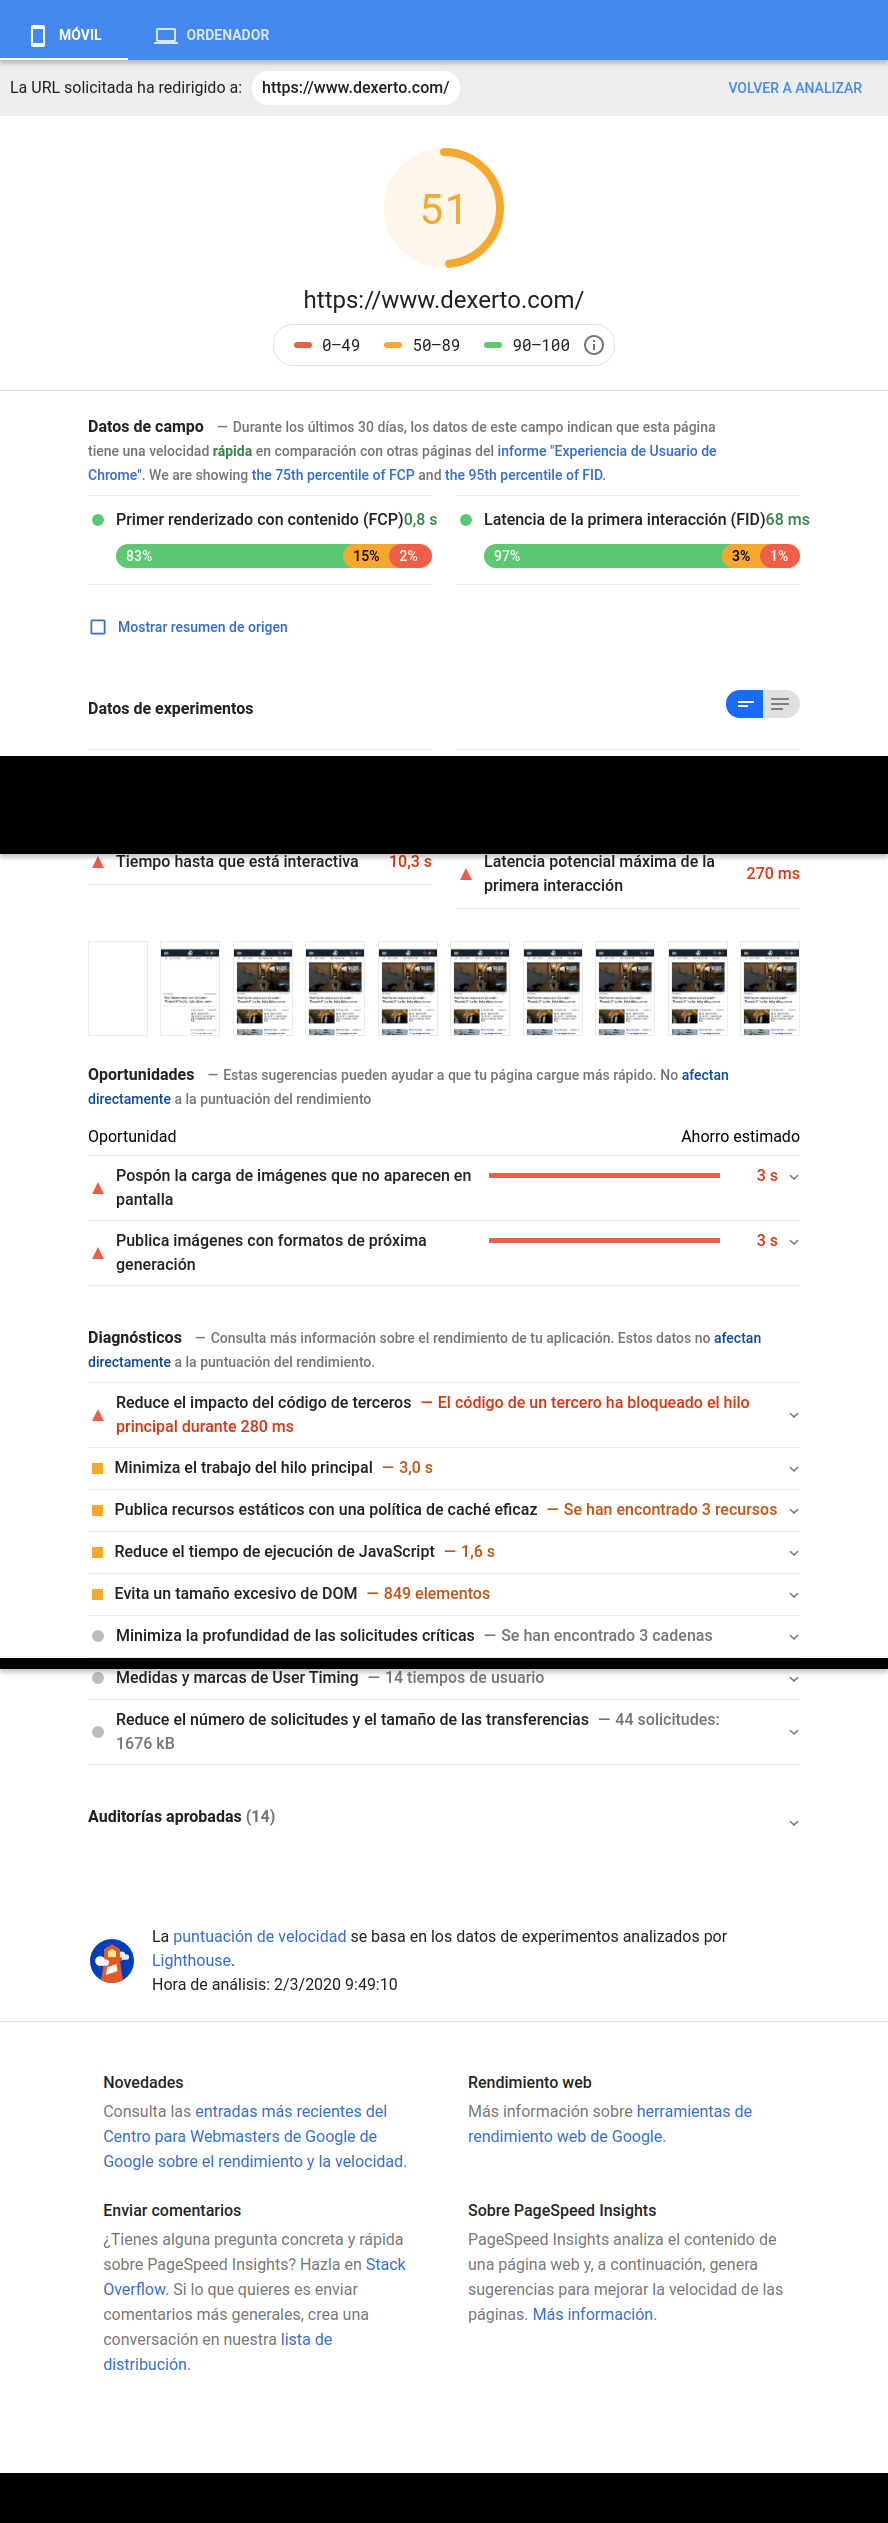 MÓVIL
ORDENADOR
La URL solicitada ha redirigido a: https://www.dexerto.com/ VOLVER A ANALIZAR
51
https://www.dexerto.com/
0–49 50–89 90–100
Datos de campo — Durante los últimos 30 días, los datos de este campo indican que esta página
tiene una velocidad rápida en comparación con otras páginas del informe "Experiencia de Usuario de
Chrome". We are showing the 75th percentile of FCP and the 95th percentile of FID.
Primer renderizado con contenido (FCP)0,8 s
83% 15% 2%
Latencia de la primera interacción (FID)68 ms
97% 3% 1%
Mostrar resumen de origen
Datos de experimentos
Tiempo hasta que está interactiva 10,3 s
Latencia potencial máxima de la
primera interacción 270 ms
Oportunidades — Estas sugerencias pueden ayudar a que tu página cargue más rápido. No afectan
directamente a la puntuación del rendimiento
Oportunidad Ahorro estimado
Pospón la carga de imágenes que no aparecen en
pantalla 3 s
Publica imágenes con formatos de próxima
generación 3 s
Diagnósticos — Consulta más información sobre el rendimiento de tu aplicación. Estos datos no afectan
directamente a la puntuación del rendimiento.
Reduce el impacto del código de terceros — El código de un tercero ha bloqueado el hilo
principal durante 280 ms
Minimiza el trabajo del hilo principal — 3,0 s
Publica recursos estáticos con una política de caché eficaz — Se han encontrado 3 recursos
Reduce el tiempo de ejecución de JavaScript — 1,6 s
Evita un tamaño excesivo de DOM — 849 elementos
Minimiza la profundidad de las solicitudes críticas — Se han encontrado 3 cadenas
Medidas y marcas de User Timing — 14 tiempos de usuario
Reduce el número de solicitudes y el tamaño de las transferencias — 44 solicitudes:
1676 kB
Auditorías aprobadas (14)
La puntuación de velocidad se basa en los datos de experimentos analizados por
Lighthouse.
Hora de análisis: 2/3/2020 9:49:10
Novedades
Consulta las entradas más recientes del
Centro para Webmasters de Google de
Google sobre el rendimiento y la velocidad.
Rendimiento web
Más información sobre herramientas de
rendimiento web de Google.
Enviar comentarios
¿Tienes alguna pregunta concreta y rápida
sobre PageSpeed Insights? Hazla en Stack
Overflow. Si lo que quieres es enviar
comentarios más generales, crea una
conversación en nuestra lista de
distribución.
Sobre PageSpeed Insights
PageSpeed Insights analiza el contenido de
una página web y, a continuación, genera
sugerencias para mejorar la velocidad de las
páginas. Más información.